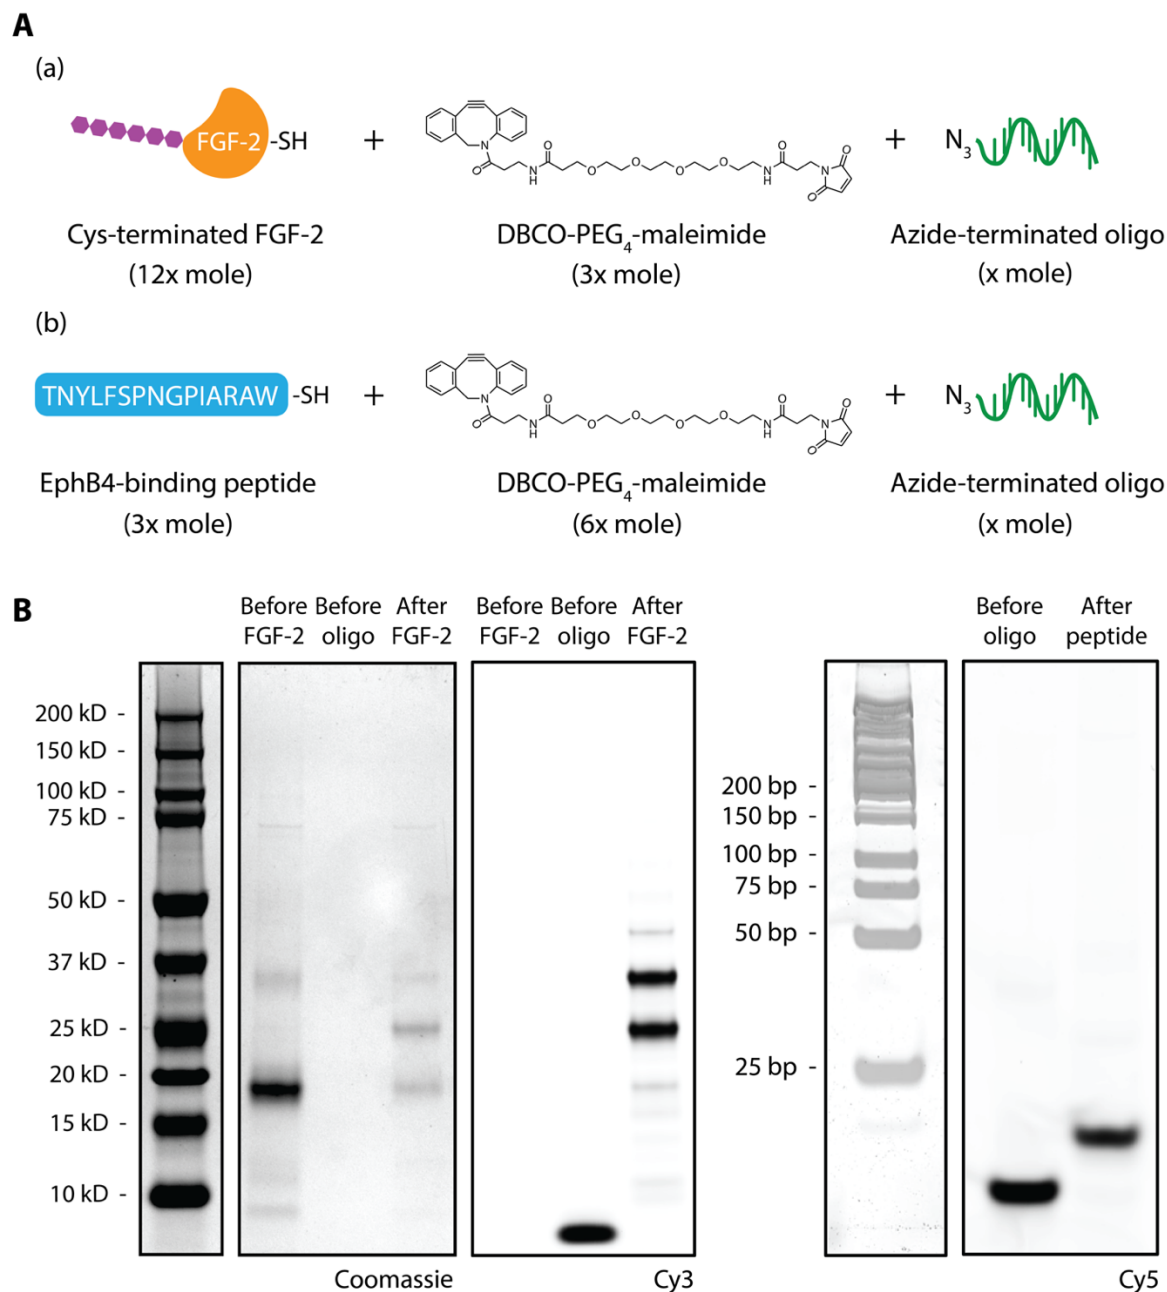 A
(a)
FGF-2 -SH + + N3
O N O N H O O O O N H O N O O
Cys-terminated FGF-2 DBCO-PEG4-maleimide Azide-terminated oligo
(12x mole) (3x mole) (x mole)
(b)
TNYLFSPNGPIARAW -SH + + N3
O N O N H O O O O N H O N O O
EphB4-binding peptide DBCO-PEG4-maleimide Azide-terminated oligo
(3x mole) (6x mole) (x mole)
B
Before Before After Before Before After Before After
FGF-2 oligo FGF-2 FGF-2 oligo FGF-2 oligo peptide
200 kD -
150 kD -
100 kD -
75 kD -
50 kD -
37 kD -
25 kD -
20 kD -
15 kD -
10 kD -
200 bp -
150 bp -
100 bp -
75 bp -
50 bp -
25 bp -
Coomassie Cy3 Cy5